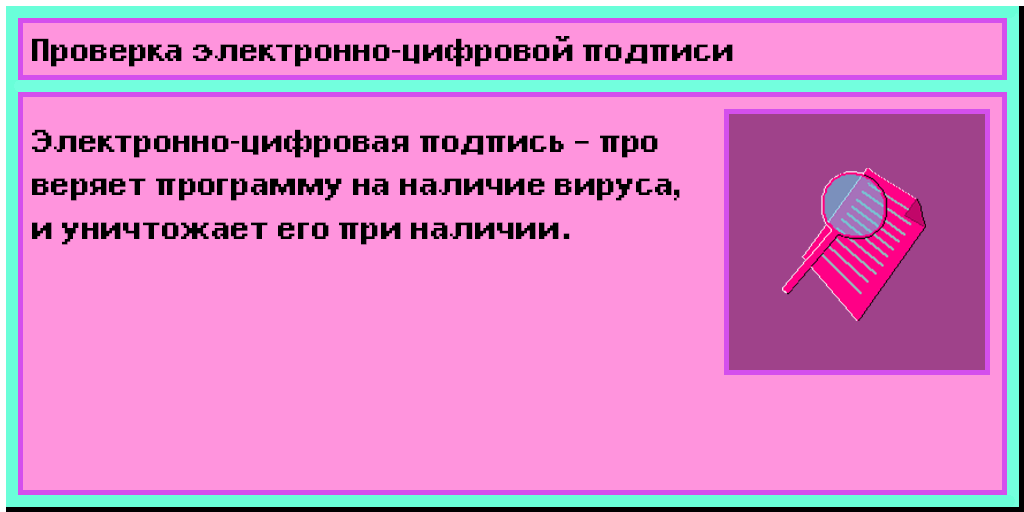 Проверка электронно-цифровой подписи
Электронно-цифровая подпись – про
веряет программу на наличие вируса,
и уничтожает его при наличии.